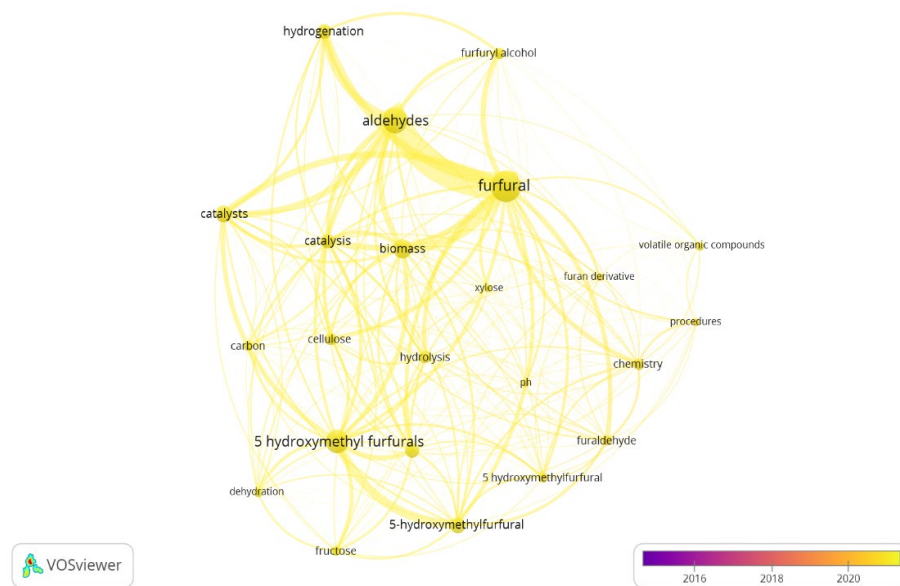 hydrogenation
furfuryl alcohol
aldehydes
furfural
catalysts
catalysis
biomass
volatile organic compounds
furan derivative
xylose
procedures
cellulose
carbon
hydrolysis
chemistry
ph
5 hydroxymethyl furfurals
furaldehyde
5 hydroxymethylfurfural
dehydration
5-hydroxymethylfurfural
fructose
VOSviewer
2016
2018
2020